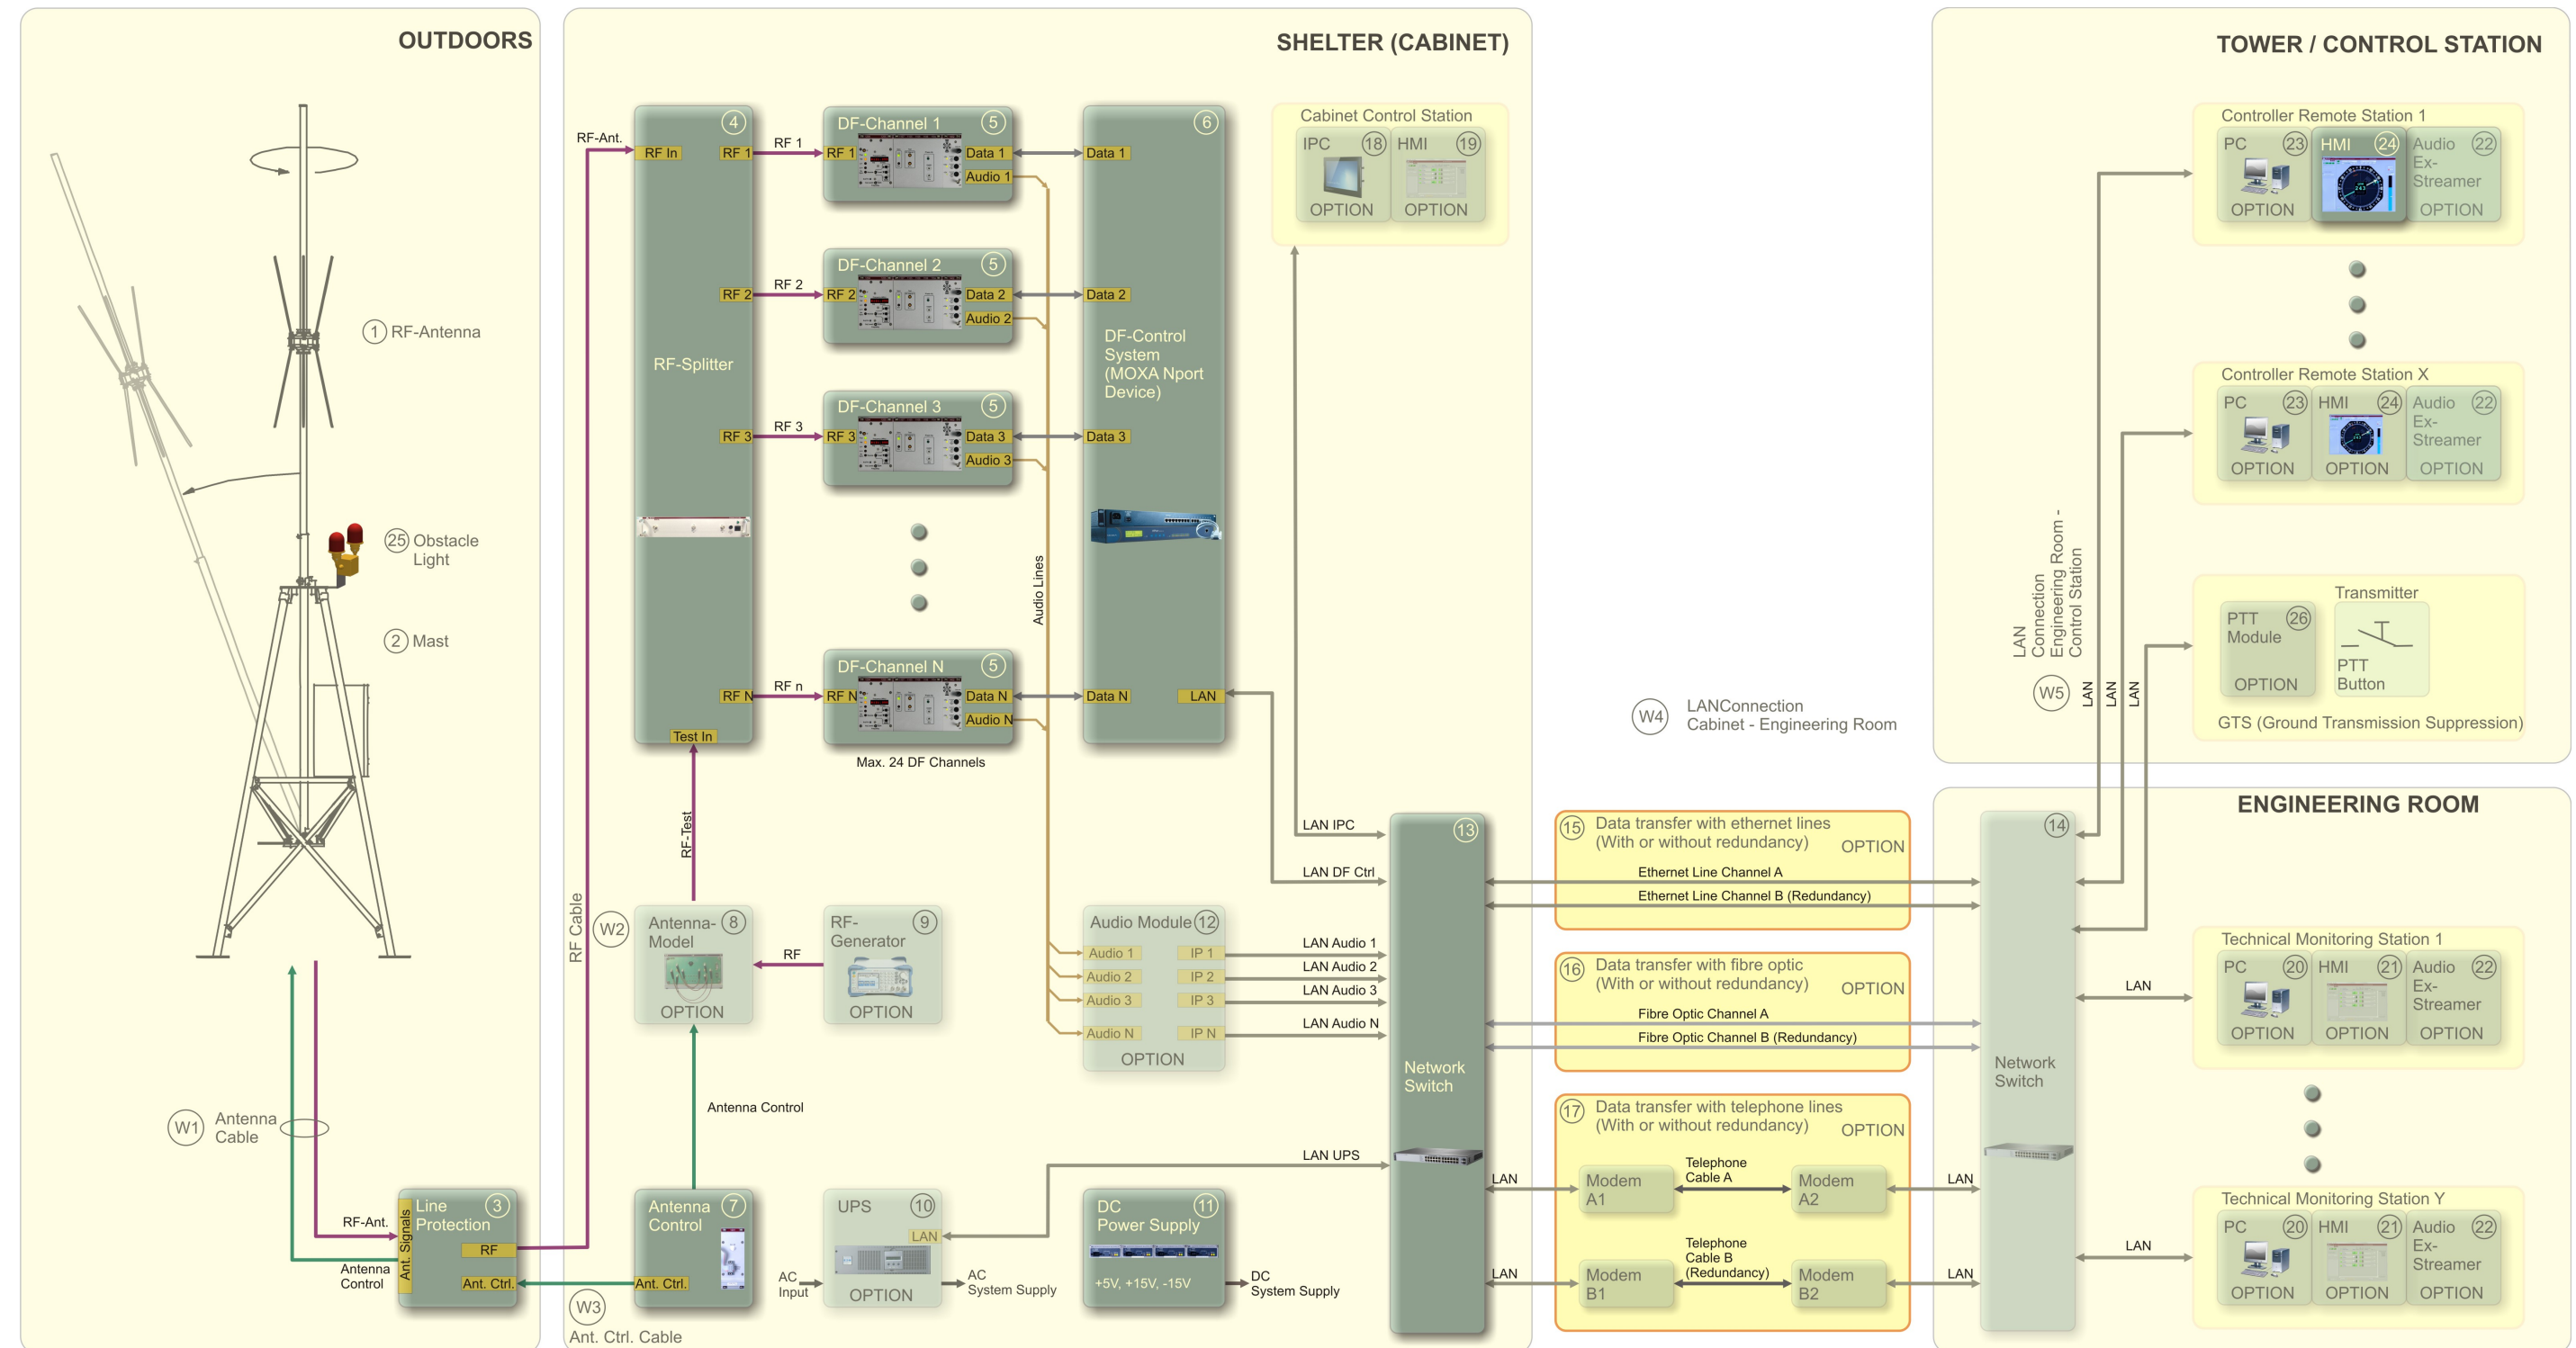 OUTDOORS
1 RF-Antenna
25 Obstacle
Light
2 Mast
W1 Antenna
Cable
RF-Ant.
Antenna
Control
Ant. Signals
Line 3
Protection
RF
Ant. Ctrl.
SHELTER (CABINET)
RF-Ant.
RF Cable
W2
W3
Ant. Ctrl. Cable
4
RF In
RF 1
RF 2
RF-Splitter
RF 3
RF N
Test In
RF 1
RF 2
RF 3
RF n
DF-Channel 1 5
RF 1
Data 1
Audio 1
DF-Channel 2 5
RF 2
Data 2
Audio 2
DF-Channel 3 5
RF 3
Data 3
Audio 3
DF-Channel N 5
RF N
Data N
Audio N
Max. 24 DF Channels
Audio Lines
6
Data 1
Data 2
DF-Control
System
(MOXA Nport
Device)
Data 3
Data N
LAN
Cabinet Control Station
IPC 18
OPTION
HMI 19
OPTION
RF-Test
Antenna- 8
Model
OPTION
RF
RF- 9
Generator
Antenna Control
Antenna 7
Control
Ant. Ctrl.
AC
Input
UPS 10
LAN
OPTION
AC
System Supply
DC 11
Power Supply
+5V, +15V, -15V
DC
System Supply
Audio Module 12
Audio 1 IP 1
Audio 2 IP 2
Audio 3 IP 3
Audio N IP N
OPTION
LAN IPC
LAN DF Ctrl
LAN Audio 1
LAN Audio 2
LAN Audio 3
LAN Audio N
LAN UPS
13
Network
Switch
W4 LANConnection
Cabinet - Engineering Room
15 Data transfer with ethernet lines
(With or without redundancy) OPTION
Ethernet Line Channel A
Ethernet Line Channel B (Redundancy)
16 Data transfer with fibre optic
(With or without redundancy) OPTION
Fibre Optic Channel A
Fibre Optic Channel B (Redundancy)
17 Data transfer with telephone lines
(With or without redundancy) OPTION
LAN
Modem
A1
Telephone
Cable A
Modem
A2
LAN
LAN
Modem
B1
Telephone
Cable B
(Redundancy)
Modem
B2
LAN
TOWER / CONTROL STATION
Controller Remote Station 1
PC 23
OPTION
HMI 24
Audio 22
Ex-
Streamer
OPTION
Controller Remote Station X
PC 23
OPTION
HMI 24
OPTION
Audio 22
Ex-
Streamer
OPTION
LAN
Connection
Engineering Room -
Control Station
W5
LAN
LAN
LAN
PTT 26
Module
OPTION
Transmitter
PTT
Button
GTS (Ground Transmission Suppression)
ENGINEERING ROOM
14
Network
Switch
LAN
Technical Monitoring Station 1
PC 20
OPTION
HMI 21
OPTION
Audio 22
Ex-
Streamer
OPTION
LAN
Technical Monitoring Station Y
PC 20
OPTION
HMI 21
OPTION
Audio 22
Ex-
Streamer
OPTION